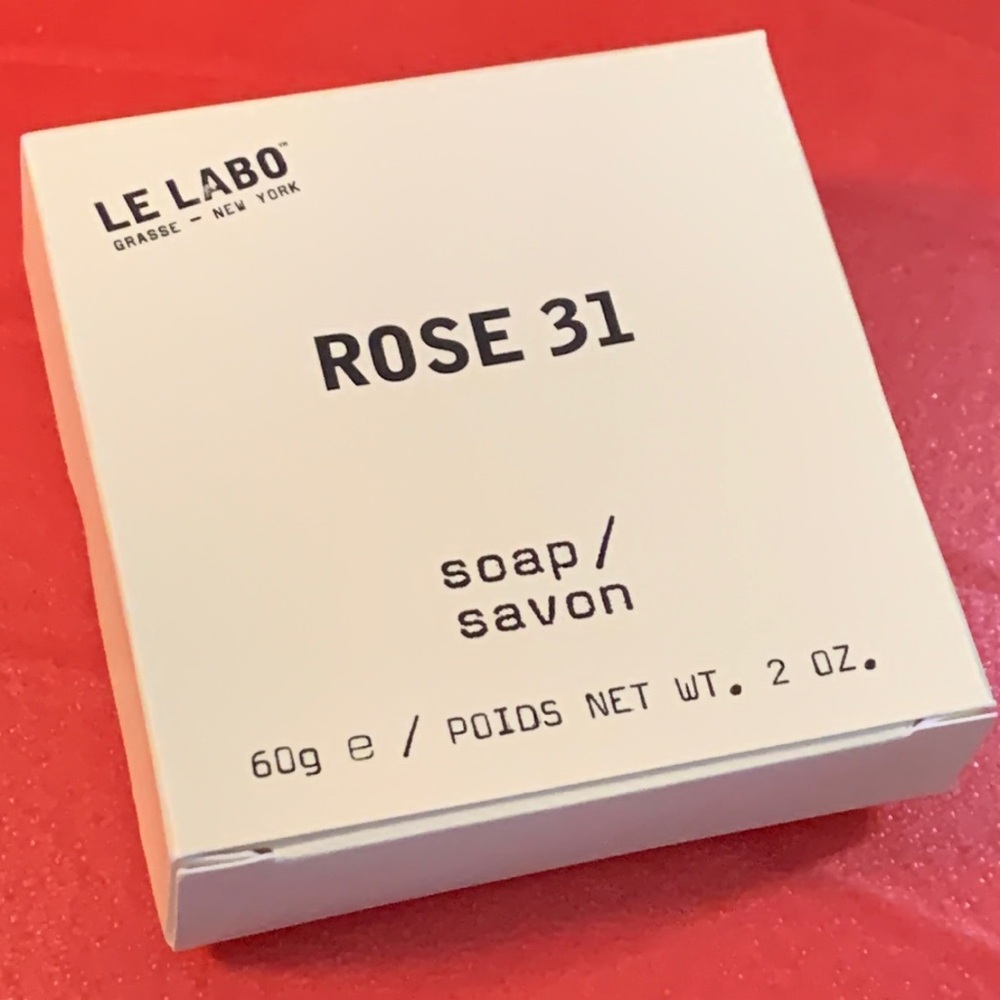 LE LABO™
GRASSE – NEW YORK
ROSE 31
soap/
savon
60g e / POIDS NET WT. 2 OZ.